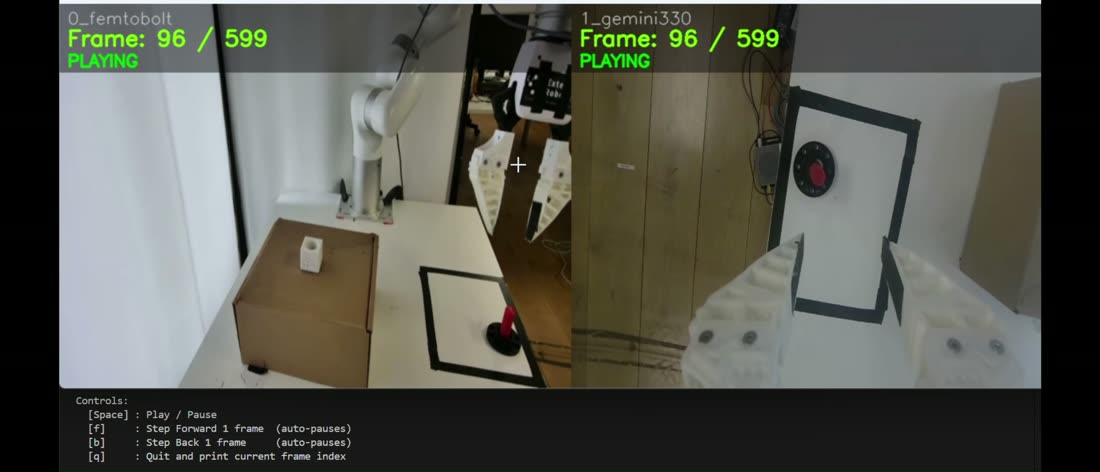 0_femtobolt
Frame: 96 / 599
PLAYING
1_gemini330
Frame: 96 / 599
PLAYING
Controls:
[Space] : Play / Pause
[f]     : Step Forward 1 frame  (auto-pauses)
[b]     : Step Back 1 frame     (auto-pauses)
[q]     : Quit and print current frame index